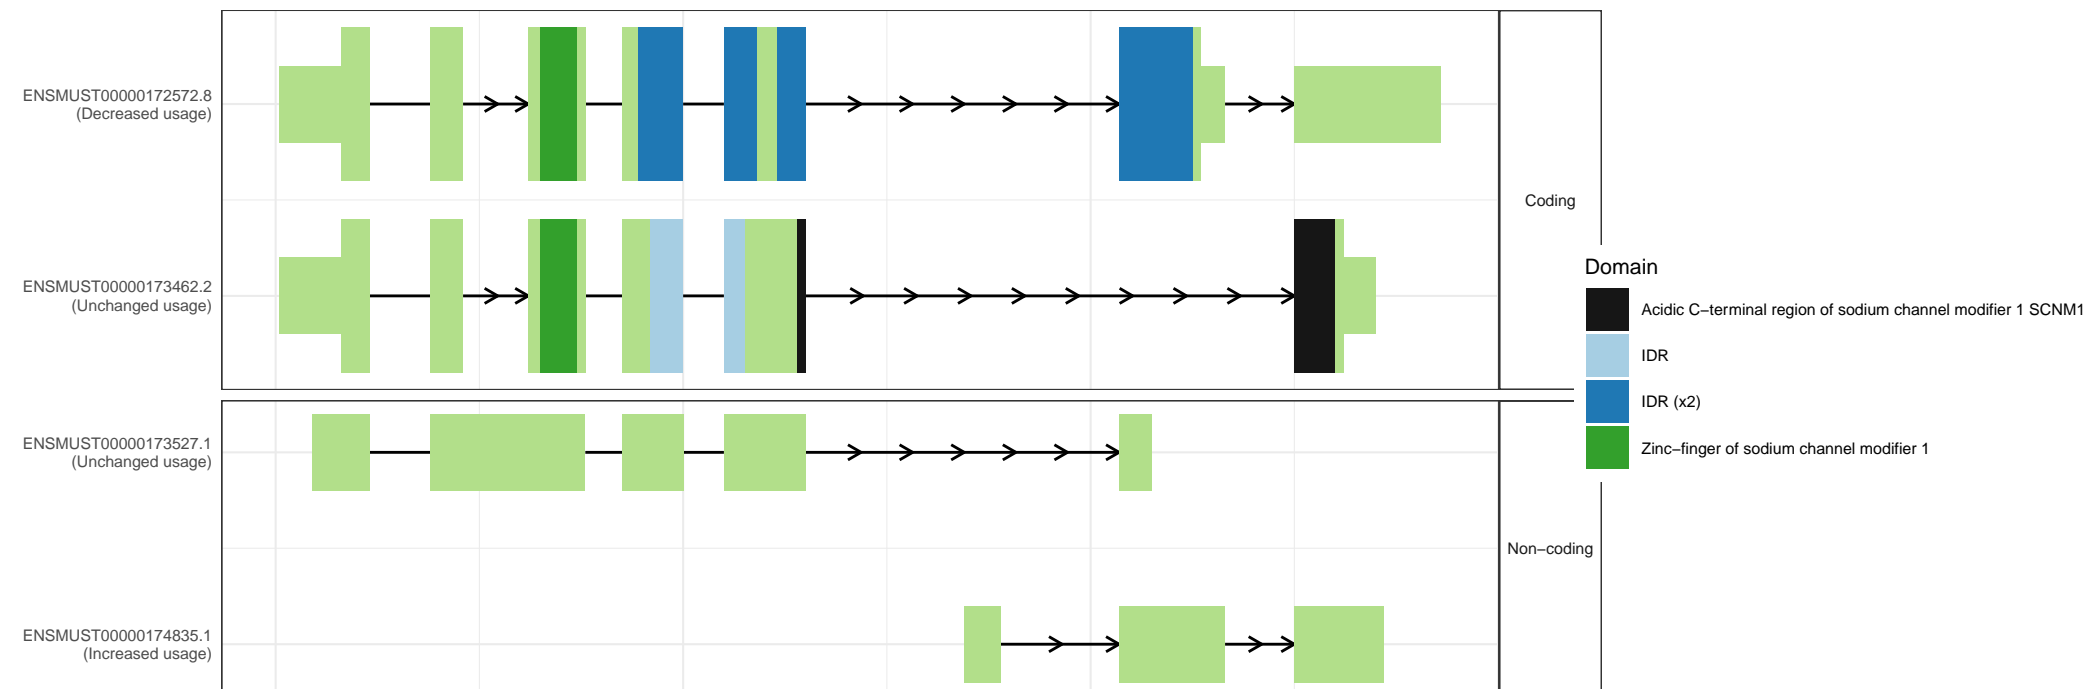 ENSMUST00000172572.8
(Decreased usage)
ENSMUST00000173462.2
(Unchanged usage)
Coding
ENSMUST00000173527.1
(Unchanged usage)
ENSMUST00000174835.1
(Increased usage)
Non−coding
Domain
Acidic C−terminal region of sodium channel modifier 1 SCNM1
IDR
IDR (x2)
Zinc−finger of sodium channel modifier 1